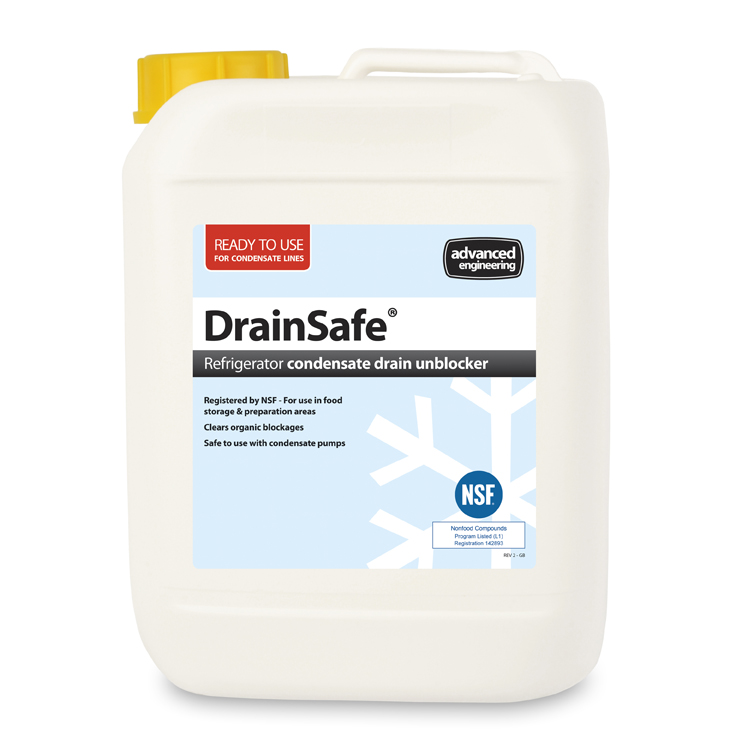 READY TO USE
FOR CONDENSATE LINES
advanced
engineering
DrainSafe®
Refrigerator condensate drain unblocker
Registered by NSF - For use in food
storage & preparation areas
Clears organic blockages
Safe to use with condensate pumps
NSF
Nonfood Compounds
Program Listed (L1)
Registration 142893
REV 2 - GB